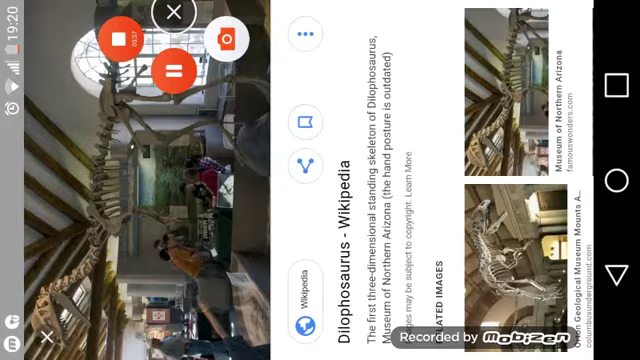 19:20
03:37
Wikipedia
Dilophosaurus - Wikipedia
The first three-dimensional standing skeleton of Dilophosaurus,
Museum of Northern Arizona (the hand posture is outdated)
ges may be subject to copyright. Learn More
ELATED IMAGES
Museum of Northern Arizona
famouswonders.com
Orton Geological Museum Mounts A...
columbusunderground.com
Recorded by
MOBIZEN